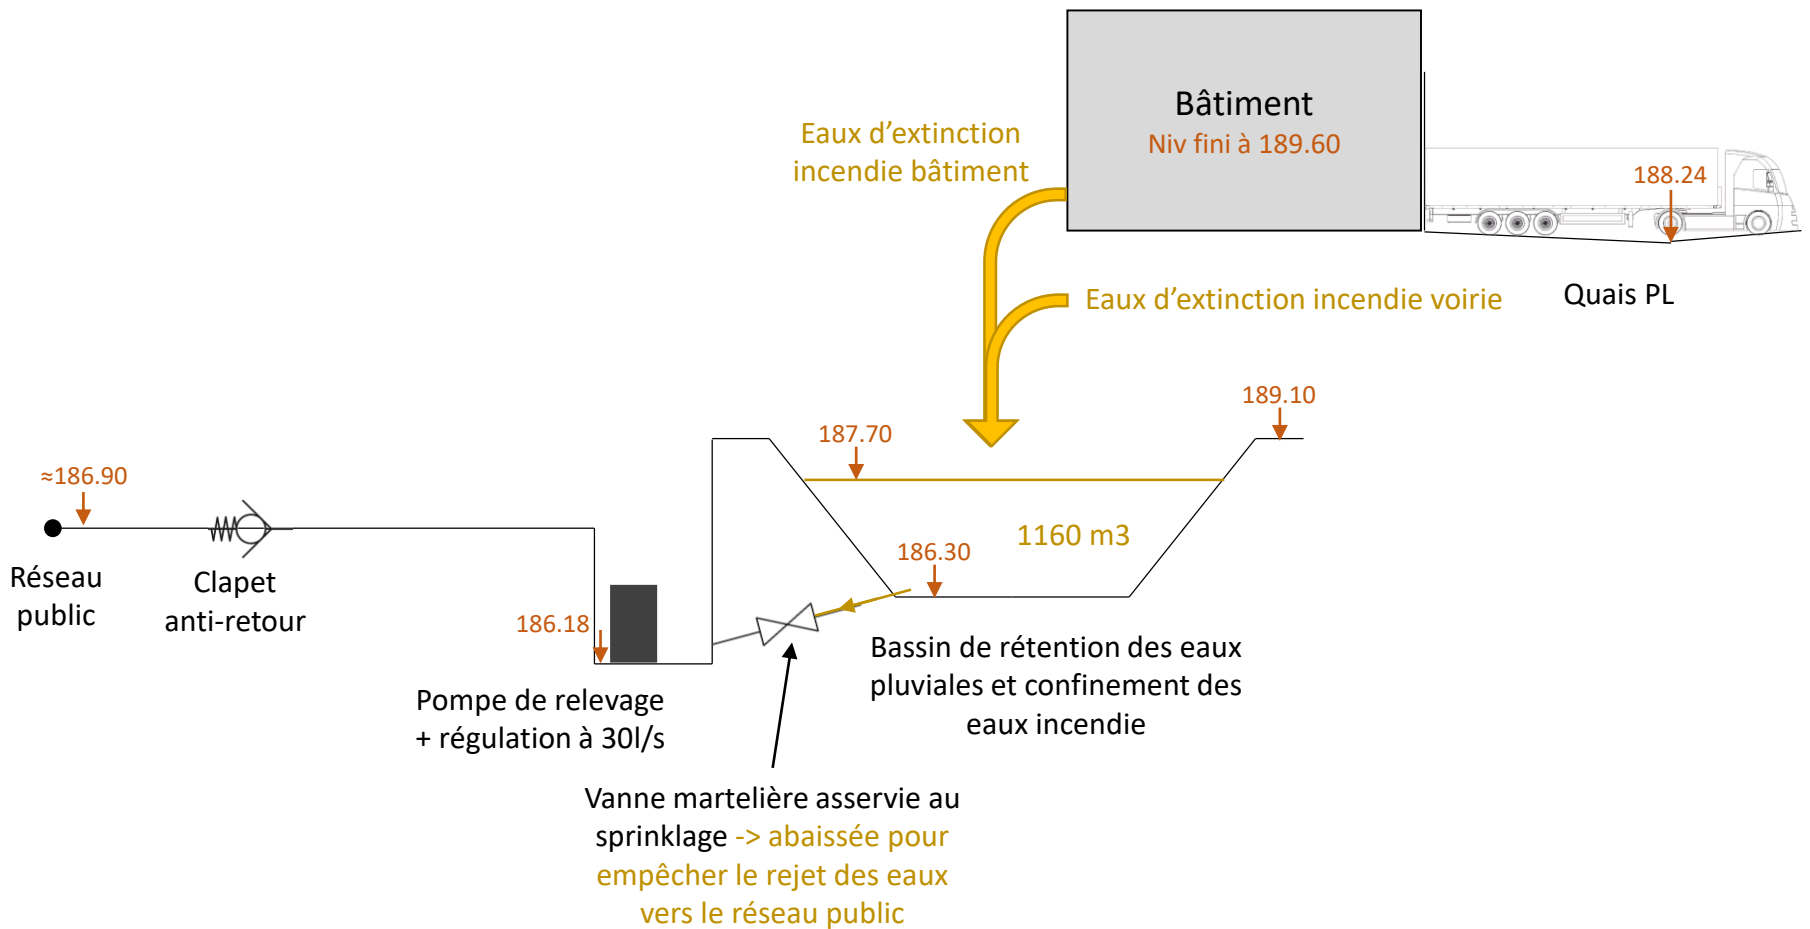 Bâtiment
Niv fini à 189.60
Eaux d’extinction
incendie bâtiment
188.24
Eaux d’extinction incendie voirie
Quais PL
189.10
187.70
≈186.90
1160 m3
186.30
Réseau
public
Clapet
anti-retour
186.18
Bassin de rétention des eaux
pluviales et confinement des
eaux incendie
Pompe de relevage
+ régulation à 30l/s
Vanne martelière asservie au
sprinklage -> abaissée pour
empêcher le rejet des eaux
vers le réseau public